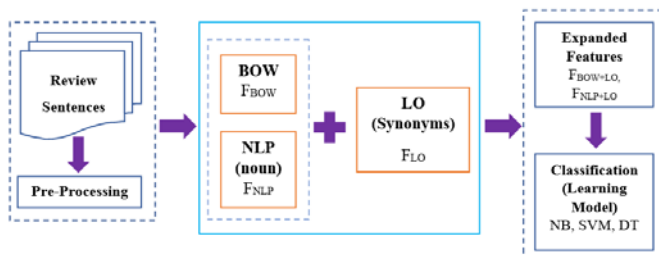 Review
Sentences
Pre-Processing
BOW
FBOW
NLP
(noun)
FNLP
LO
(Synonyms)
FLO
Expanded
Features
FBOW+LO,
FNLP+LO
Classification
(Learning
Model)
NB, SVM, DT